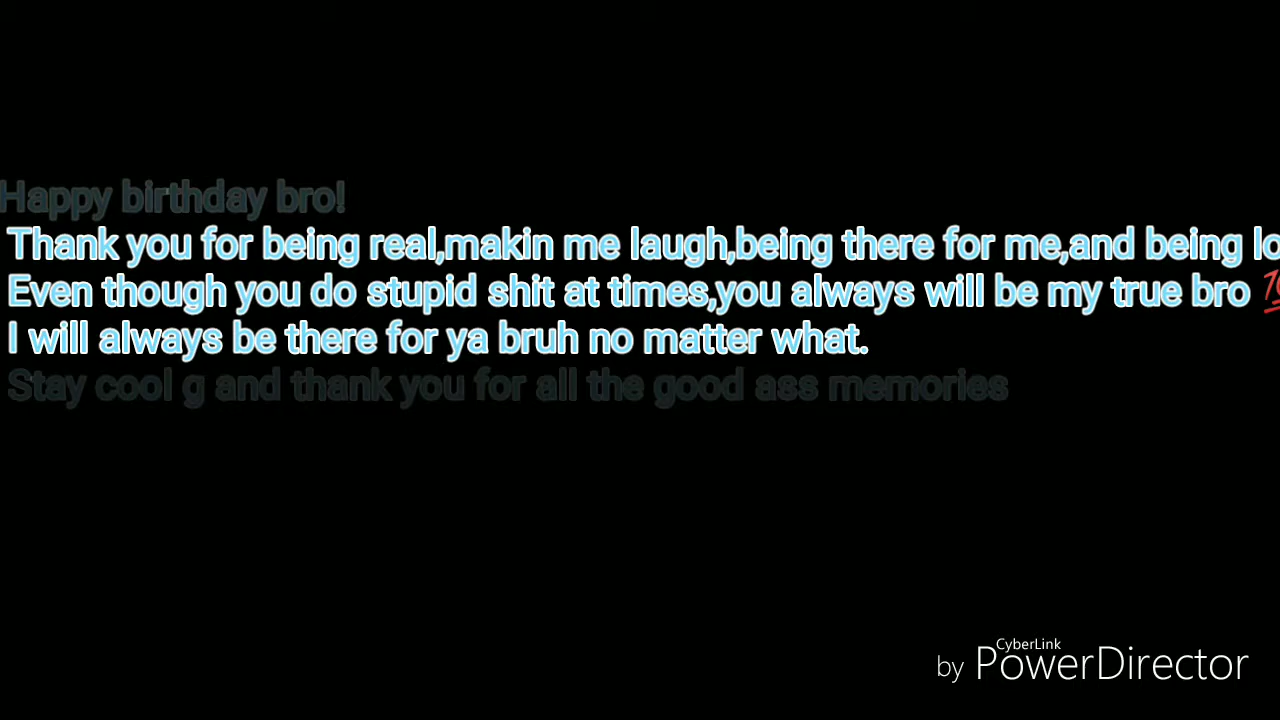 Happy birthday bro!
Thank you for being real,makin me laugh,being there for me,and being
Even though you do stupid shit at times,you always will be my true bro
I will always be there for ya bruh no matter what.
Stay cool g and thank you for all the good ass memories
CyberLink
by PowerDirector